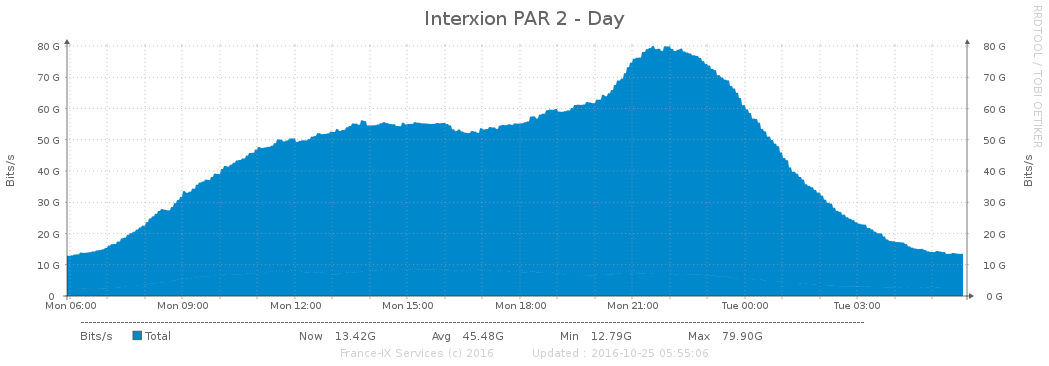 Interxion PAR 2 - Day
RRDTOOL / TOBI OETIKER
80 G 80 G
70 G 70 G
60 G 60 G
50 G 50 G
40 G 40 G
30 G 30 G
20 G 20 G
10 G 10 G
0 0 G
Bits/s Bits/s
Mon 06:00 Mon 09:00 Mon 12:00 Mon 15:00 Mon 18:00 Mon 21:00 Tue 00:00 Tue 03:00
Bits/s Total Now 13.42G Avg 45.48G Min 12.79G Max 79.90G
France-IX Services (c) 2016 Updated : 2016-10-25 05:55:06